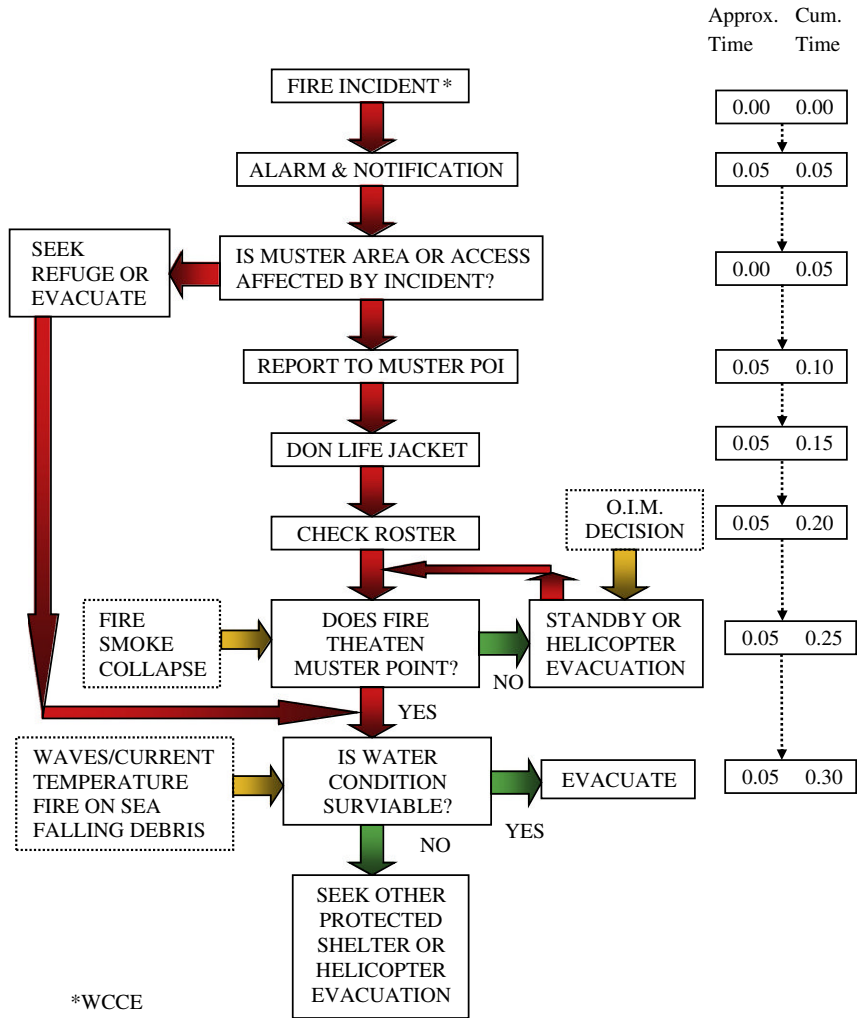 Approx. Cum.
Time Time
FIRE INCIDENT *
0.00 0.00
ALARM & NOTIFICATION
0.05 0.05
SEEK
REFUGE OR
EVACUATE
IS MUSTER AREA OR ACCESS
AFFECTED BY INCIDENT?
0.00 0.05
REPORT TO MUSTER POI
0.05 0.10
DON LIFE JACKET
0.05 0.15
CHECK ROSTER
O.I.M.
DECISION
0.05 0.20
FIRE
SMOKE
COLLAPSE
DOES FIRE
THEATEN
MUSTER POINT?
NO
STANDBY OR
HELICOPTER
EVACUATION
0.05 0.25
YES
WAVES/CURRENT
TEMPERATURE
FIRE ON SEA
FALLING DEBRIS
IS WATER
CONDITION
SURVIABLE?
YES
EVACUATE
0.05 0.30
NO
SEEK OTHER
PROTECTED
SHELTER OR
HELICOPTER
EVACUATION
*WCCE